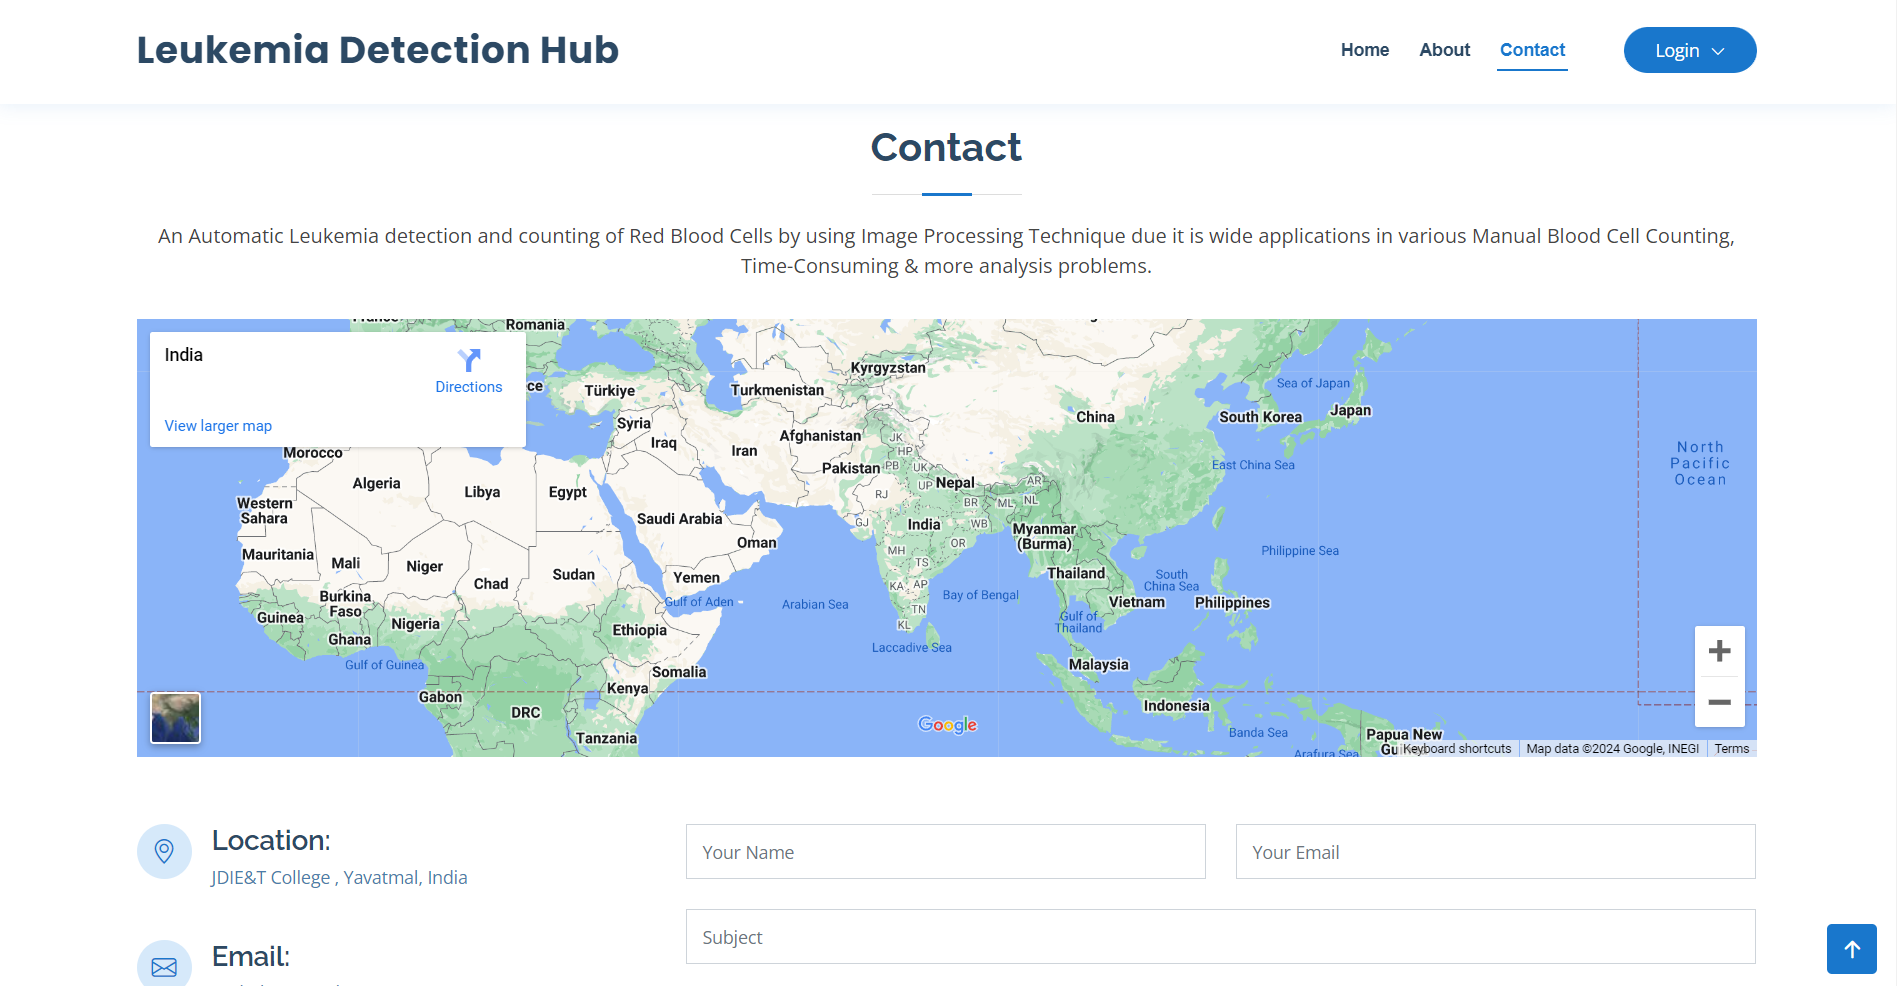 Leukemia Detection Hub
Home
About
Contact
Login
Contact
An Automatic Leukemia detection and counting of Red Blood Cells by using Image Processing Technique due it is wide applications in various Manual Blood Cell Counting,
Time-Consuming & more analysis problems.
India
Directions
View larger map
Romania
Türkiye
Turkmenistan
Kyrgyzstan
Sea of Japan
China
South Korea
Japan
Syria
Iraq
Iran
Afghanistan
JK
HP
Pakistan
PB
UK
East China Sea
North
Pacific
Ocean
Morocco
Algeria
Libya
Egypt
RJ
UP
Nepal
AR
Western
Sahara
Saudi Arabia
GJ
India
BR
ML
NL
WB
Myanmar
(Burma)
Oman
OR
MH
Philippine Sea
Mauritania
Mali
Niger
Chad
Sudan
Yemen
TS
Thailand
South
China Sea
KA
AP
Burkina
Faso
Gulf of Aden
Arabian Sea
TN
Bay of Bengal
Vietnam
Philippines
Guinea
Ghana
Nigeria
Ethiopia
KL
Gulf of
Thailand
Laccadive Sea
Gulf of Guinea
Somalia
Malaysia
Gabon
Kenya
DRC
Indonesia
Google
Tanzania
Banda Sea
Papua New
Arafura Sea
Keyboard shortcuts
Map data ©2024 Google, INEGI
Terms
Location:
JDIE&T College , Yavatmal, India
Your Name
Your Email
Subject
Email: